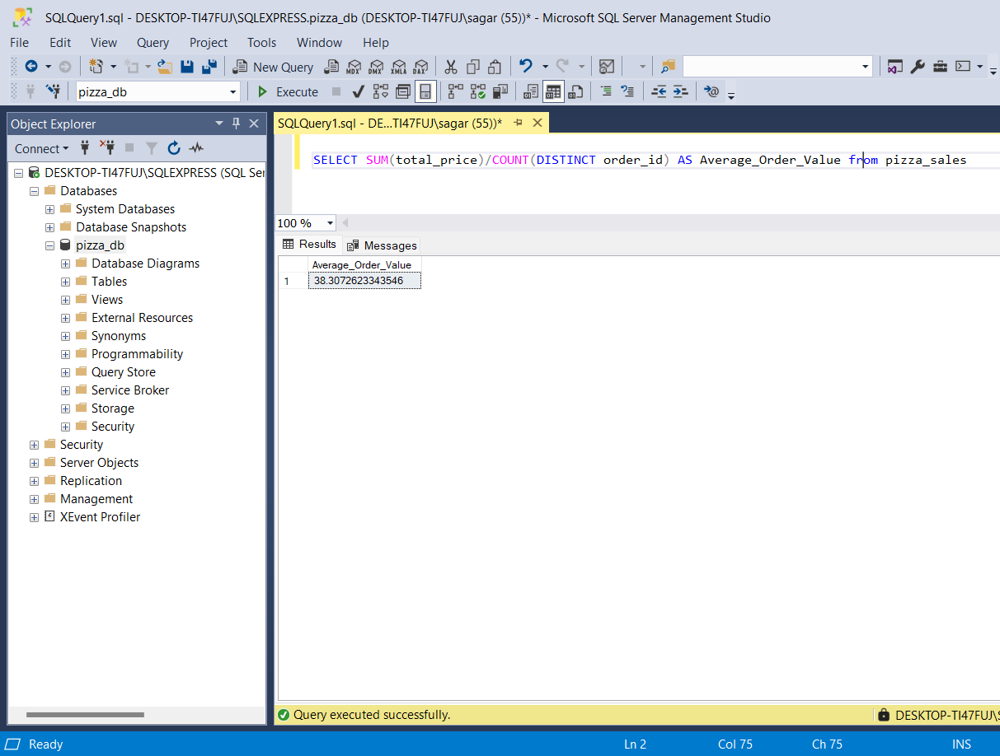 SQLQuery1.sql - DESKTOP-TI47FUJ\SQLEXPRESS.pizza_db (DESKTOP-TI47FUJ\sagar (55))* - Microsoft SQL Server Management Studio
File Edit View Query Project Tools Window Help
New Query MDX DMX XMLA DAX
pizza_db Execute
Object Explorer
SQLQuery1.sql - DE...TI47FUJ\sagar (55))*
Connect
SELECT SUM(total_price)/COUNT(DISTINCT order_id) AS Average_Order_Value from pizza_sales
DESKTOP-TI47FUJ\SQLEXPRESS (SQL Ser
Databases
System Databases
Database Snapshots
pizza_db
Database Diagrams
Tables
Views
External Resources
Synonyms
Programmability
Query Store
Service Broker
Storage
Security
Security
Server Objects
Replication
Management
XEvent Profiler
100 %
Results Messages
Average_Order_Value
1 38.3072623343546
Query executed successfully. DESKTOP-TI47FUJ\S
Ready Ln 2 Col 75 Ch 75 INS